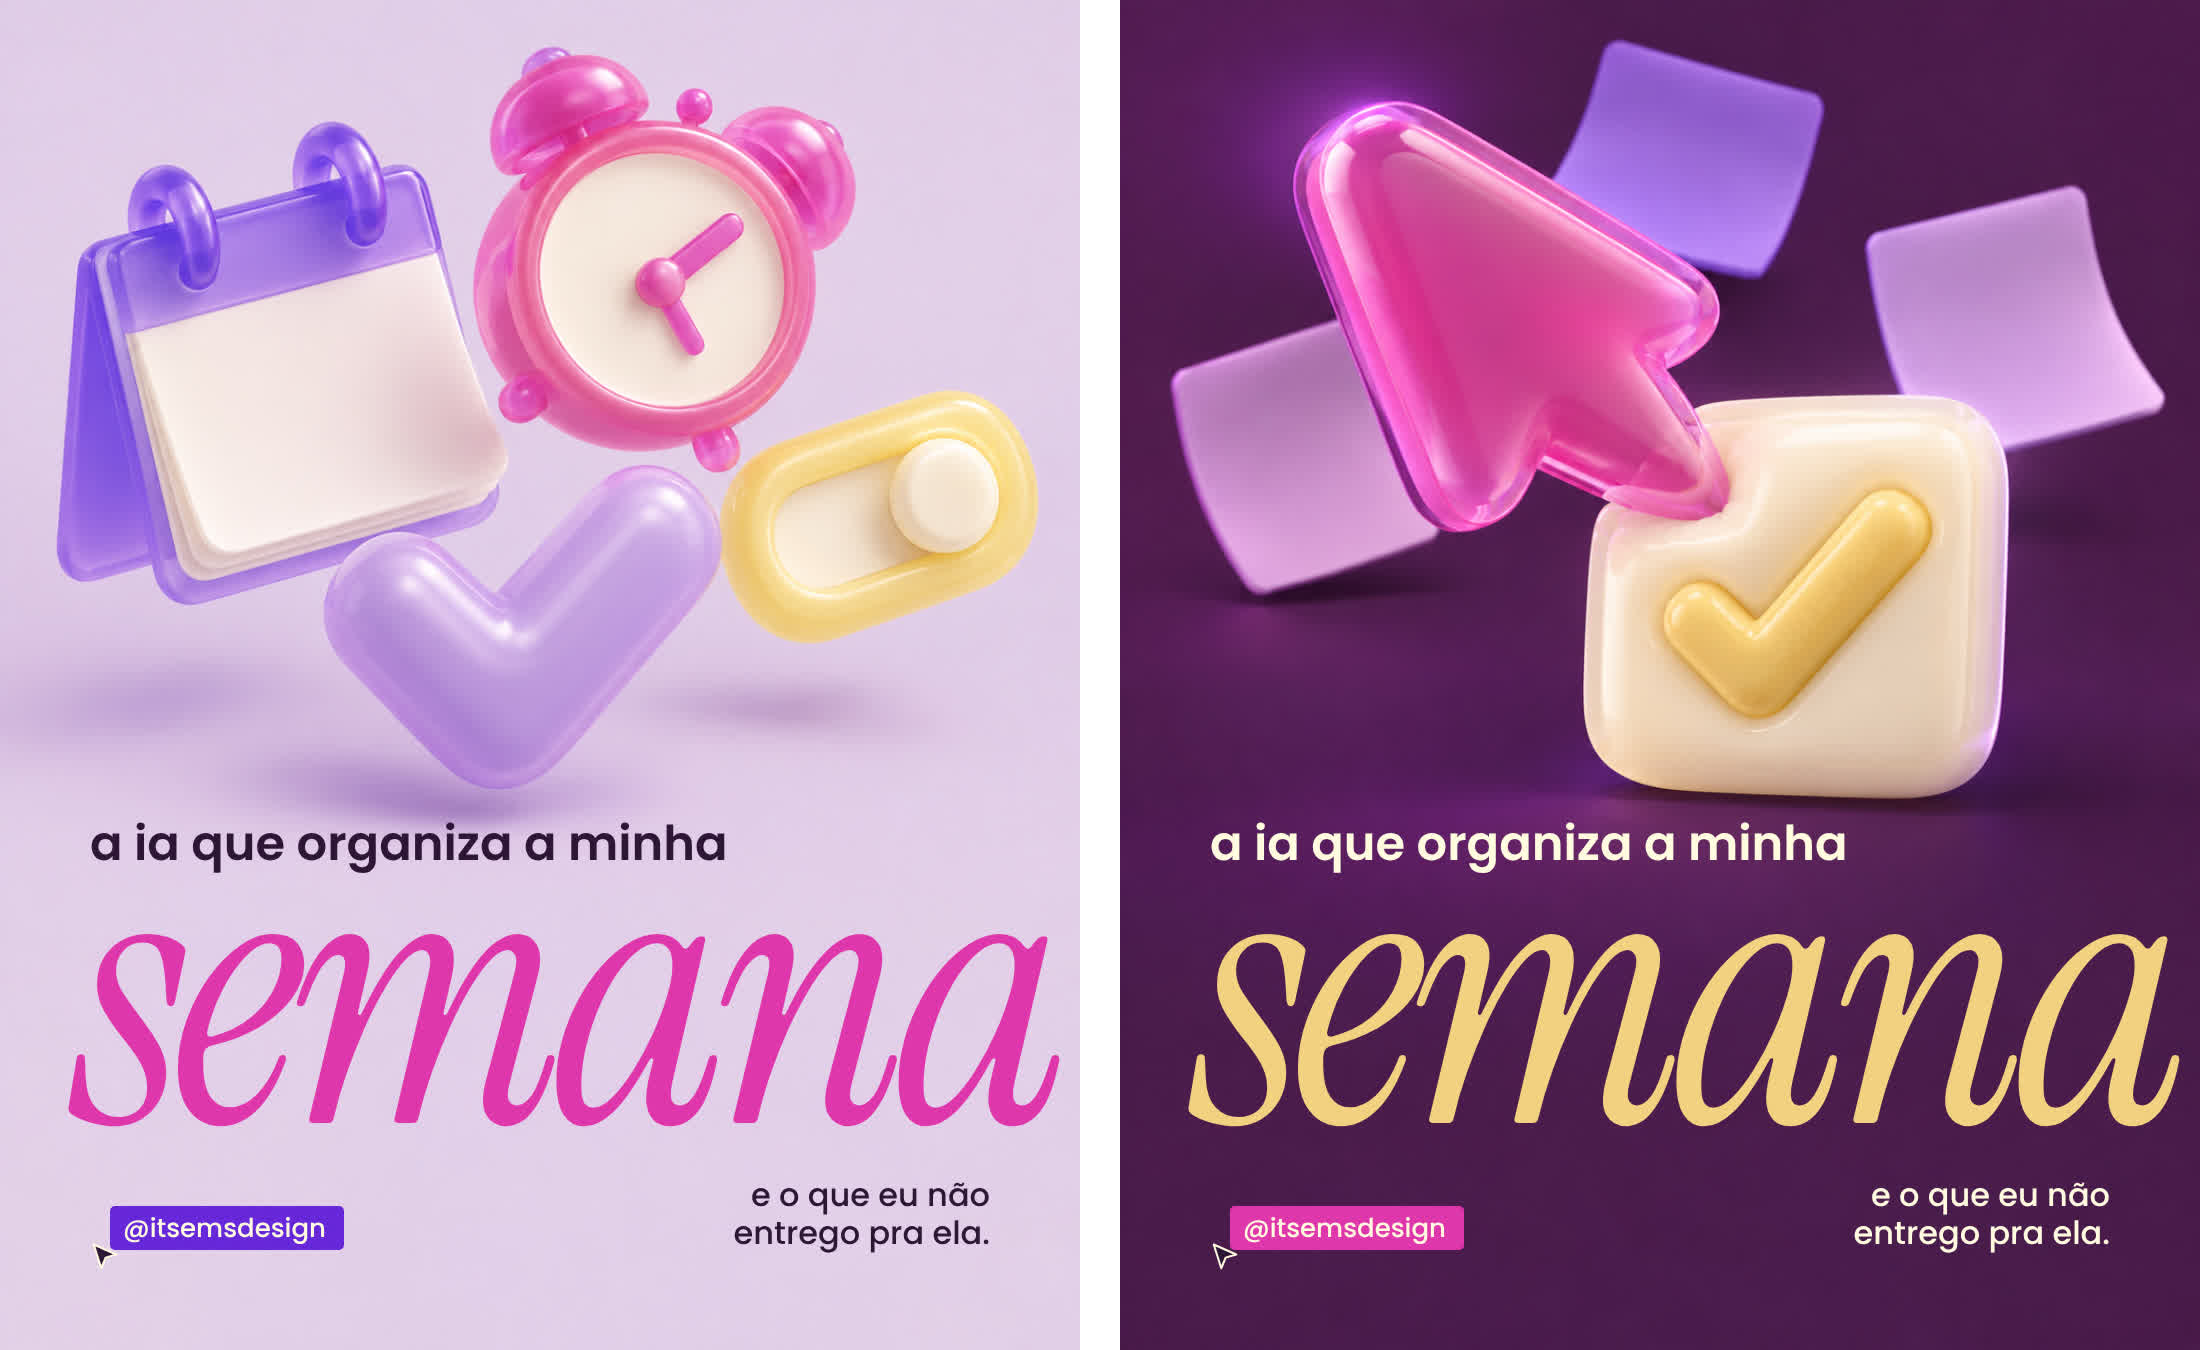 a ia que organiza a minha
semana
e o que eu não
entrego pra ela.
@itsemsdesign
a ia que organiza a minha
semana
e o que eu não
entrego pra ela.
@itsemsdesign